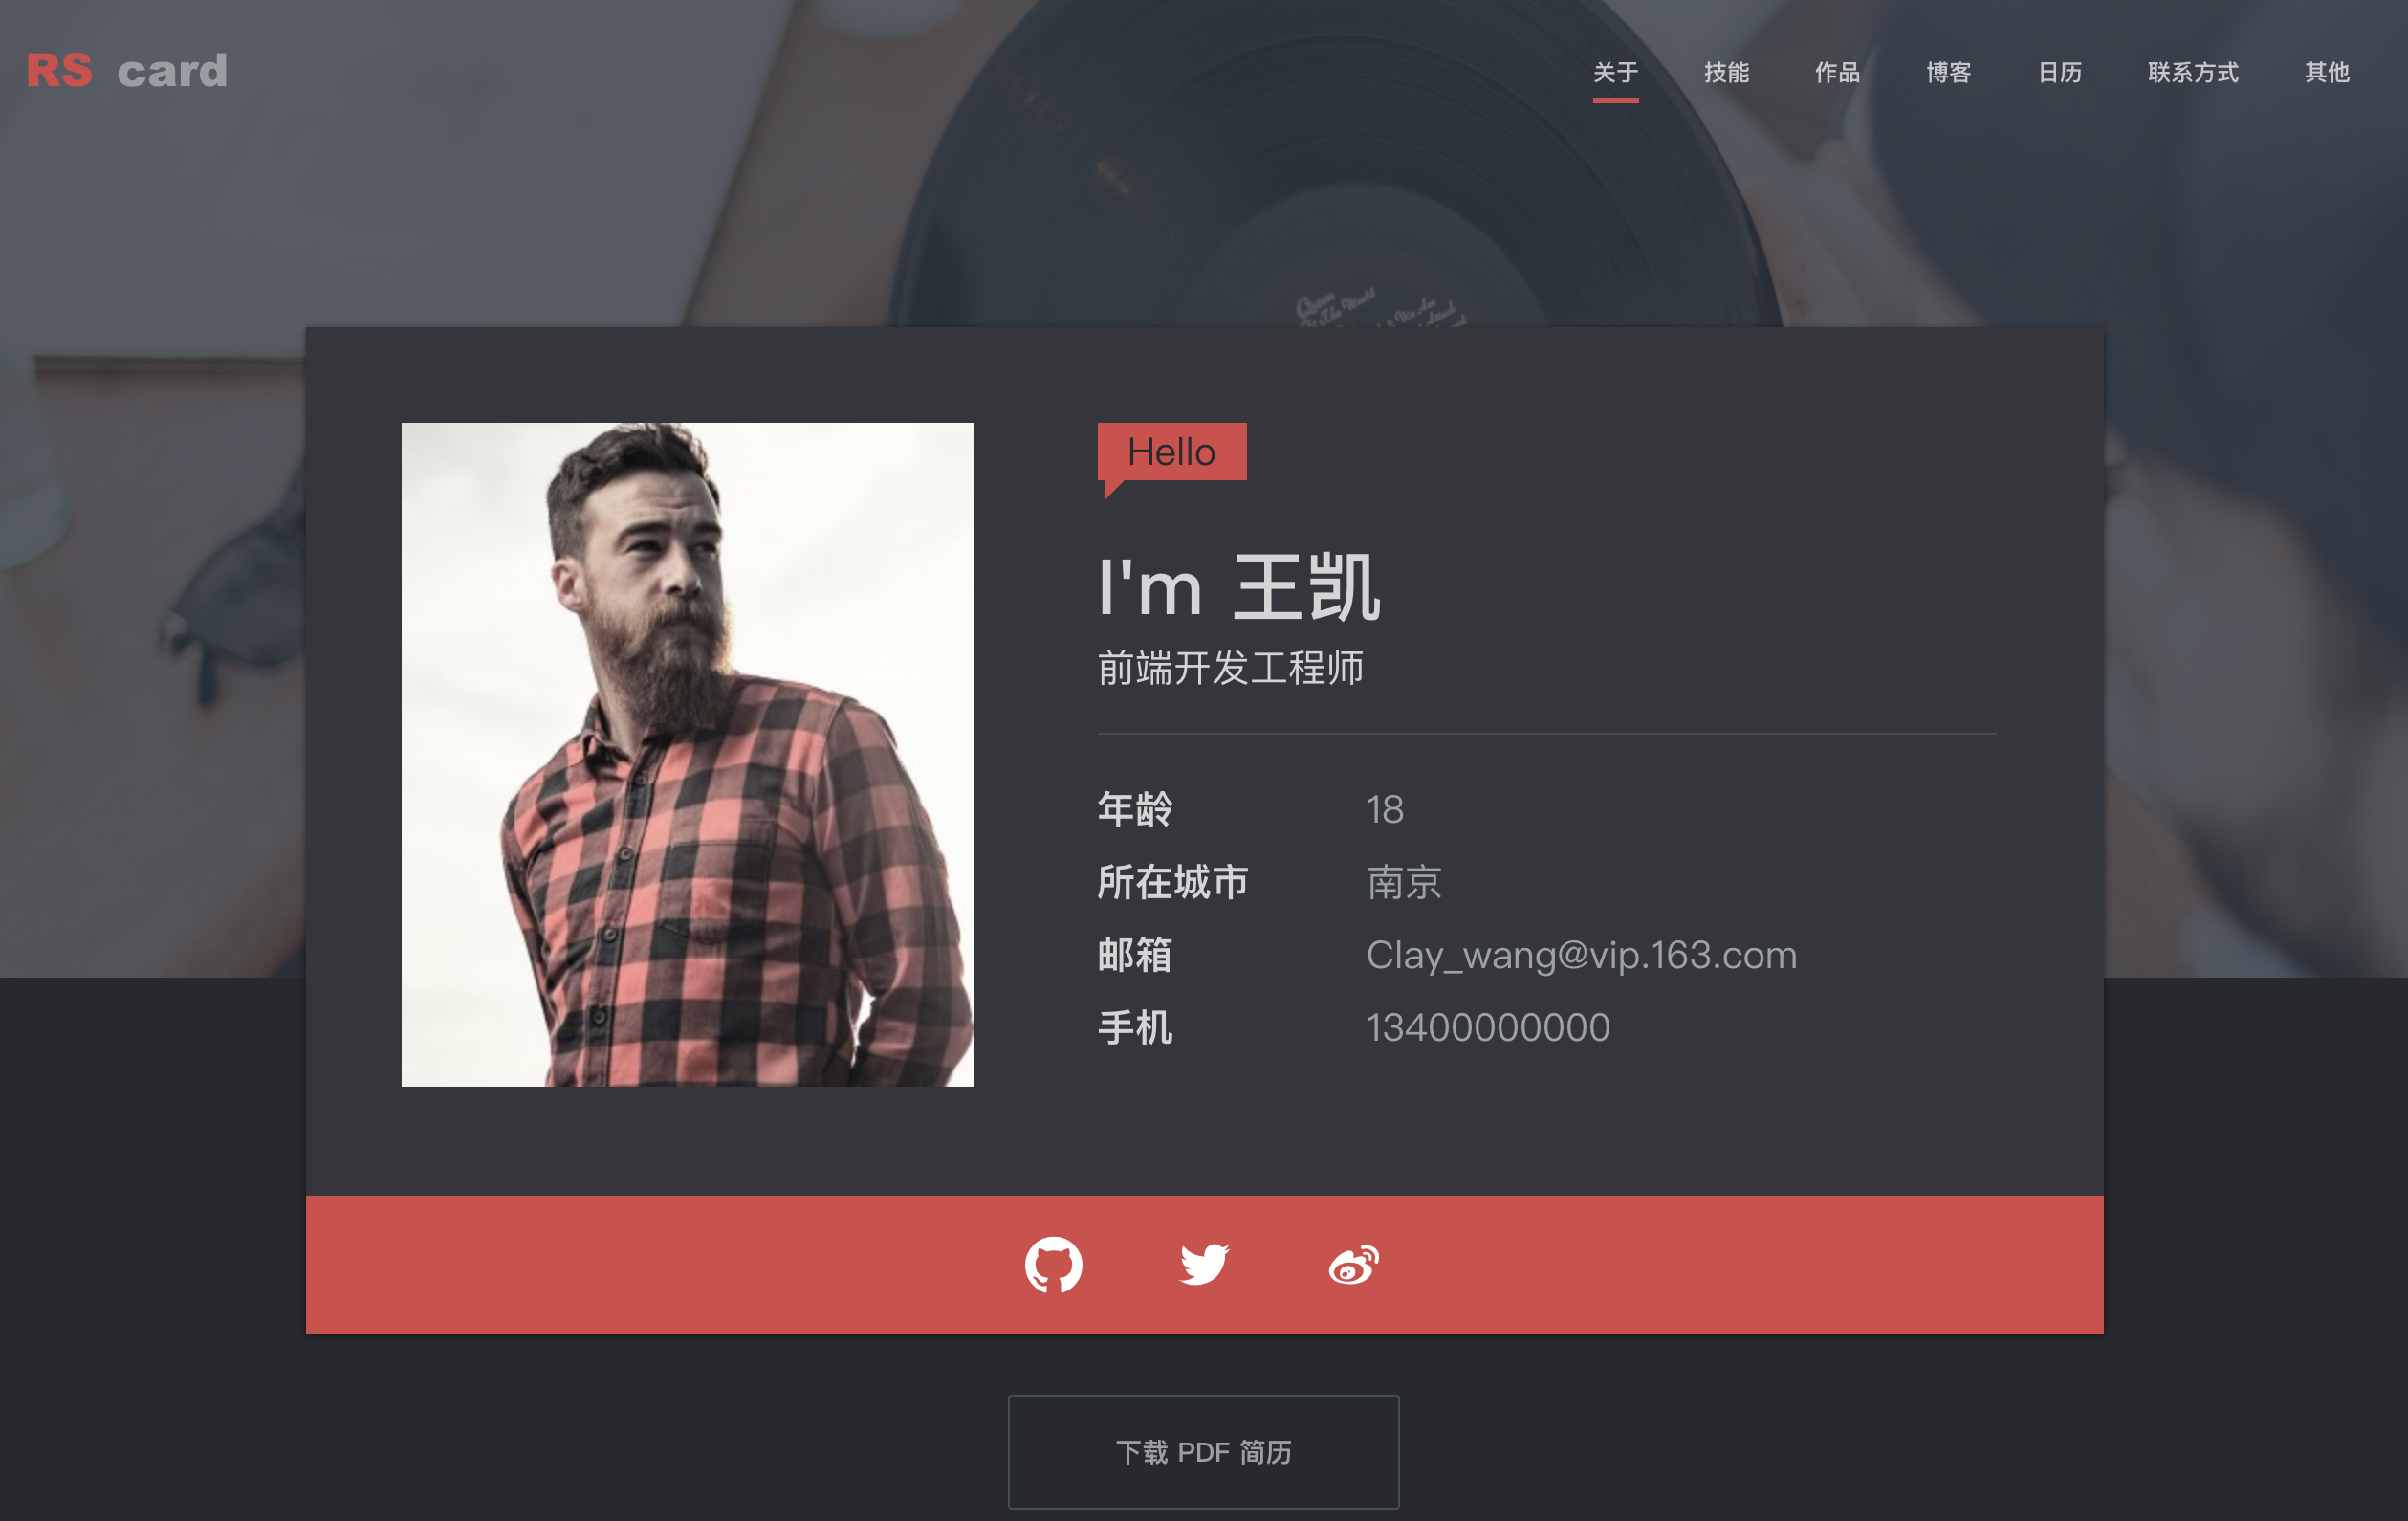 RS card
关于 技能 作品 博客 日历 联系方式 其他
Hello
I'm 王凯
前端开发工程师
年龄 18
所在城市 南京
邮箱 Clay_wang@vip.163.com
手机 13400000000
下载 PDF 简历